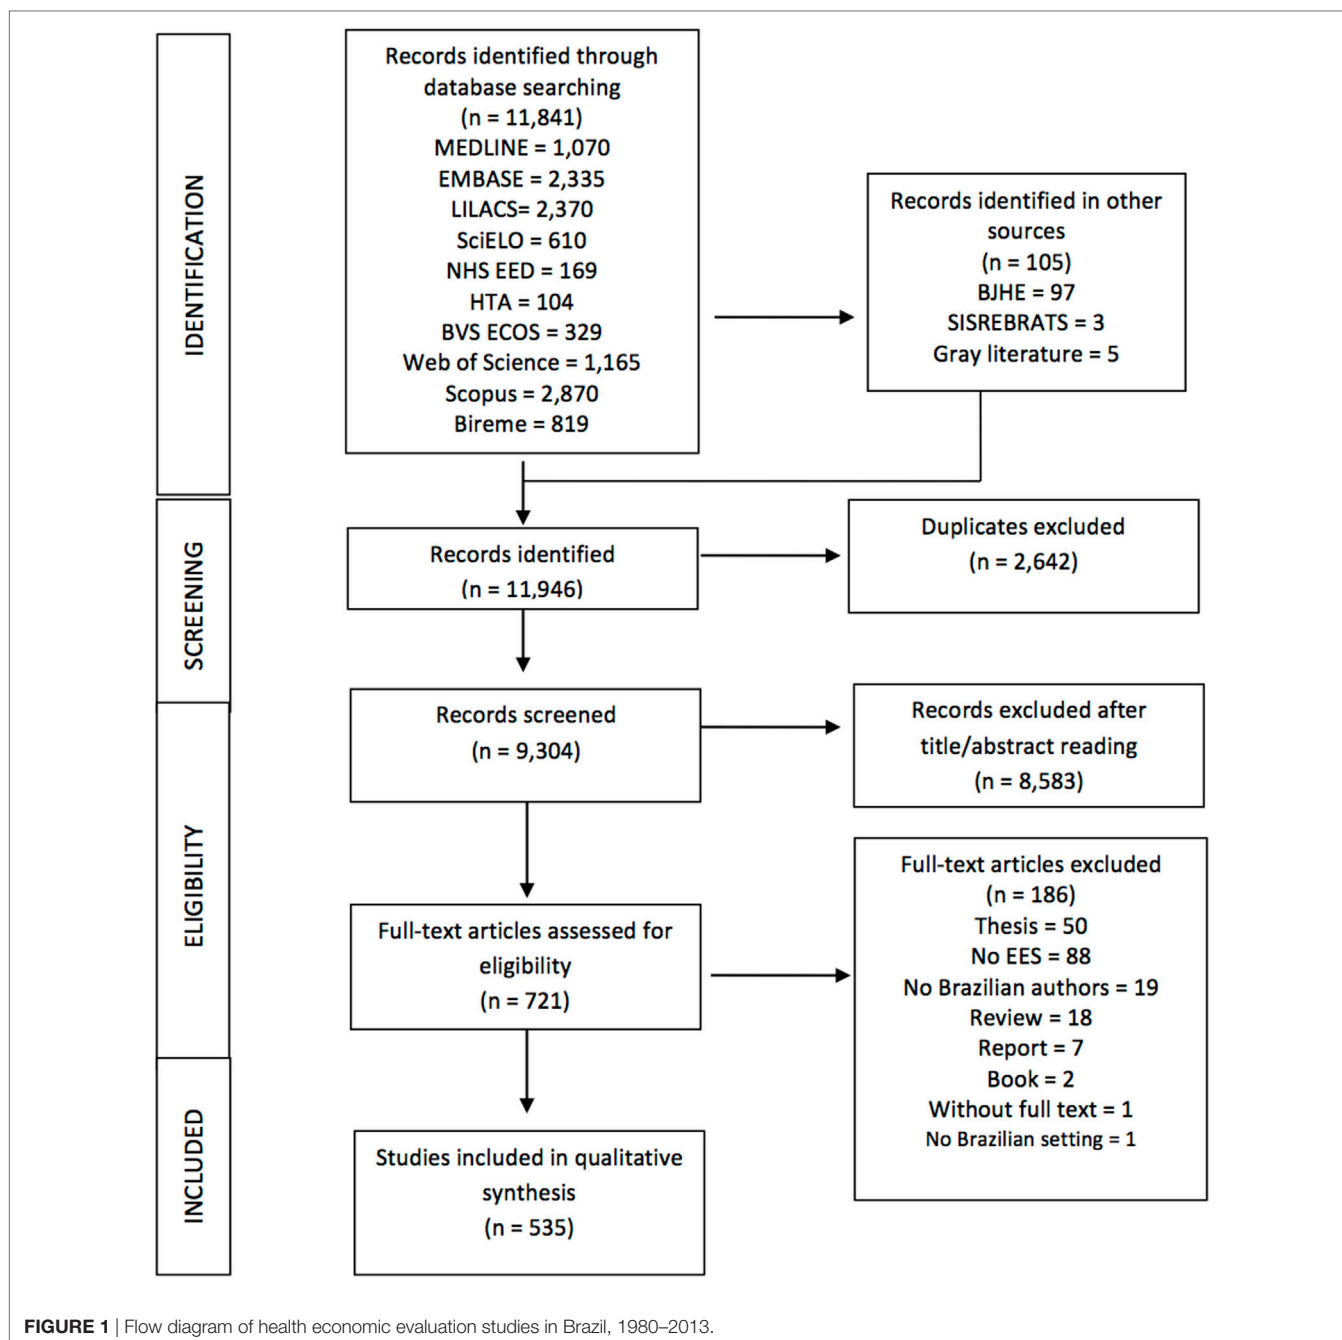 IDENTIFICATION
Records identified through
database searching
(n = 11,841)
MEDLINE = 1,070
EMBASE = 2,335
LILACS= 2,370
SciELO = 610
NHS EED = 169
HTA = 104
BVS ECOS = 329
Web of Science = 1,165
Scopus = 2,870
Bireme = 819
Records identified in other
sources
(n = 105)
BJHE = 97
SISREBRATS = 3
Gray literature = 5
SCREENING
Records identified
(n = 11,946)
Duplicates excluded
(n = 2,642)
ELIGIBILITY
Records screened
(n = 9,304)
Records excluded after
title/abstract reading
(n = 8,583)
Full-text articles assessed for
eligibility
(n = 721)
Full-text articles excluded
(n = 186)
Thesis = 50
No EES = 88
No Brazilian authors = 19
Review = 18
Report = 7
Book = 2
Without full text = 1
No Brazilian setting = 1
INCLUDED
Studies included in qualitative
synthesis
(n = 535)
FIGURE 1 | Flow diagram of health economic evaluation studies in Brazil, 1980–2013.